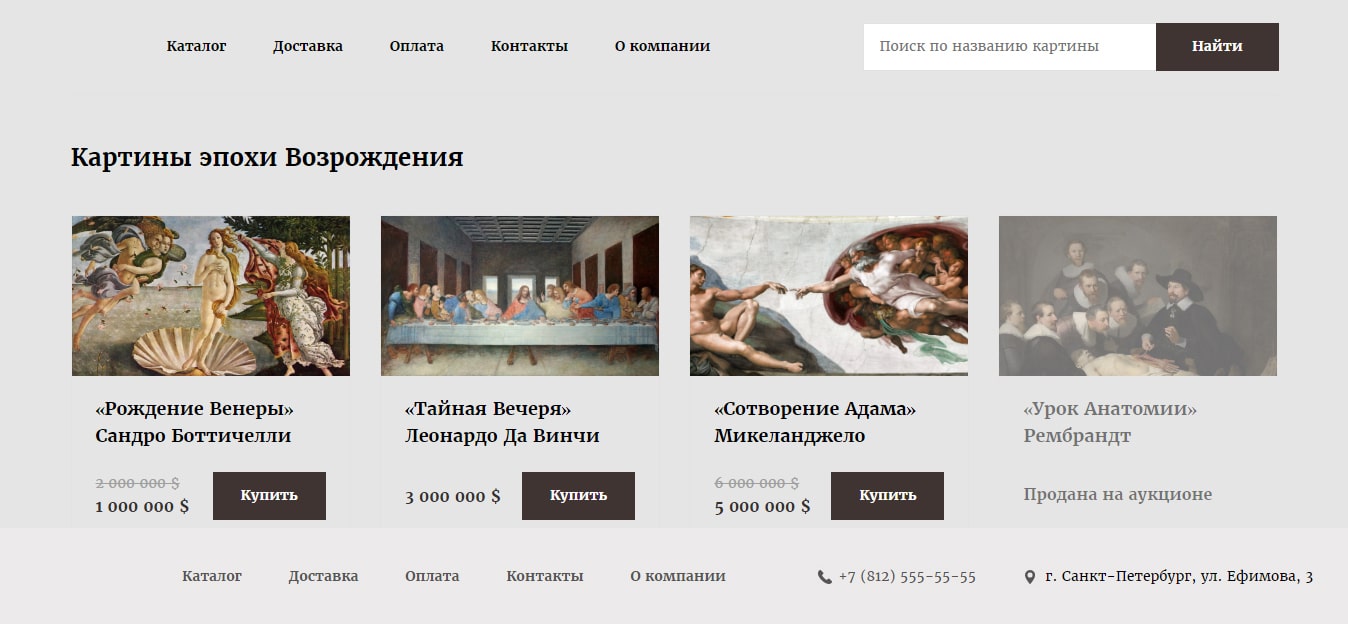 Каталог Доставка Оплата Контакты О компании Поиск по названию картины Найти
Картины эпохи Возрождения
«Рождение Венеры»
Сандро Боттичелли
2 000 000 $
1 000 000 $
Купить
«Тайная Вечеря»
Леонардо Да Винчи
3 000 000 $
Купить
«Сотворение Адама»
Микеланджело
6 000 000 $
5 000 000 $
Купить
«Урок Анатомии»
Рембрандт
Продана на аукционе
Каталог Доставка Оплата Контакты О компании +7 (812) 555-55-55 г. Санкт-Петербург, ул. Ефимова, 3